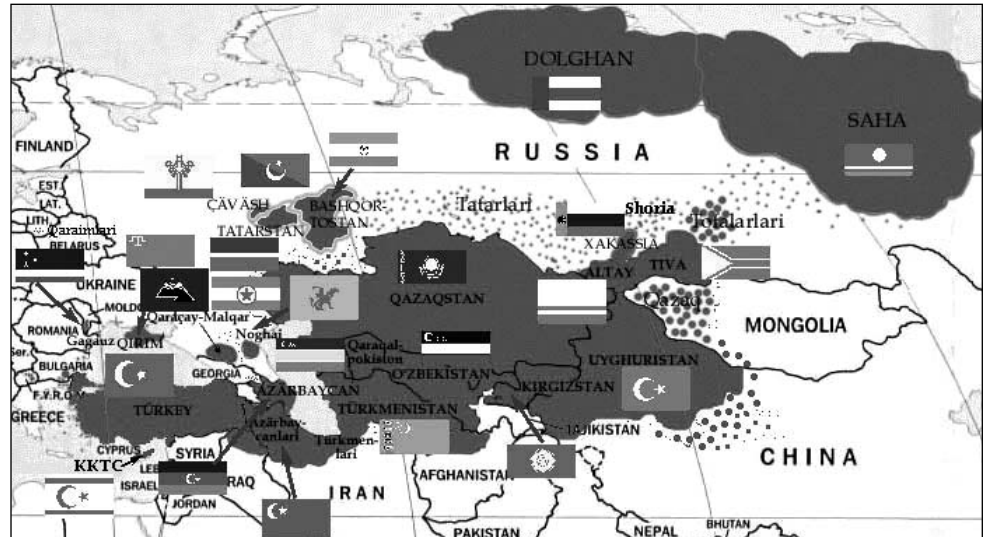 DOLGHAN
SAHA
FINLAND
RUSSIA
EST.
LAT.
LITH
Qaraimlari
BELARUS
ÇÄVÄSH
BASHQOR-
TOSTAN
TATARSTAN
Tatarlari
Shoria
Tofalarlari
XAKASSIA
UKRAINE
ALTAY
TIVA
QAZAQSTAN
Qazaq
MOLDO
MONGOLIA
Qaraçay-Malqar
ROMANIA
Gagauz
QIRIM
Noghai
Ser.
Qaraqal-
pokiston
BULGARIA
GEORGIA
UYGHURISTAN
O'ZBEKISTAN
F.Y.R.O.M
AZÄRBAYCAN
KIRGIZSTAN
GREECE
TÜRKEY
TÜRKMENISTAN
Azärbay-
canlari
TAJIKISTAN
Türkmen-
lari
CYPRUS
SYRIA
CHINA
KKTC
LEB
AFGHANISTAN
ISRAEL
IRAQ
IRAN
JORDAN
PAKISTAN
NEPAL
BHUTAN